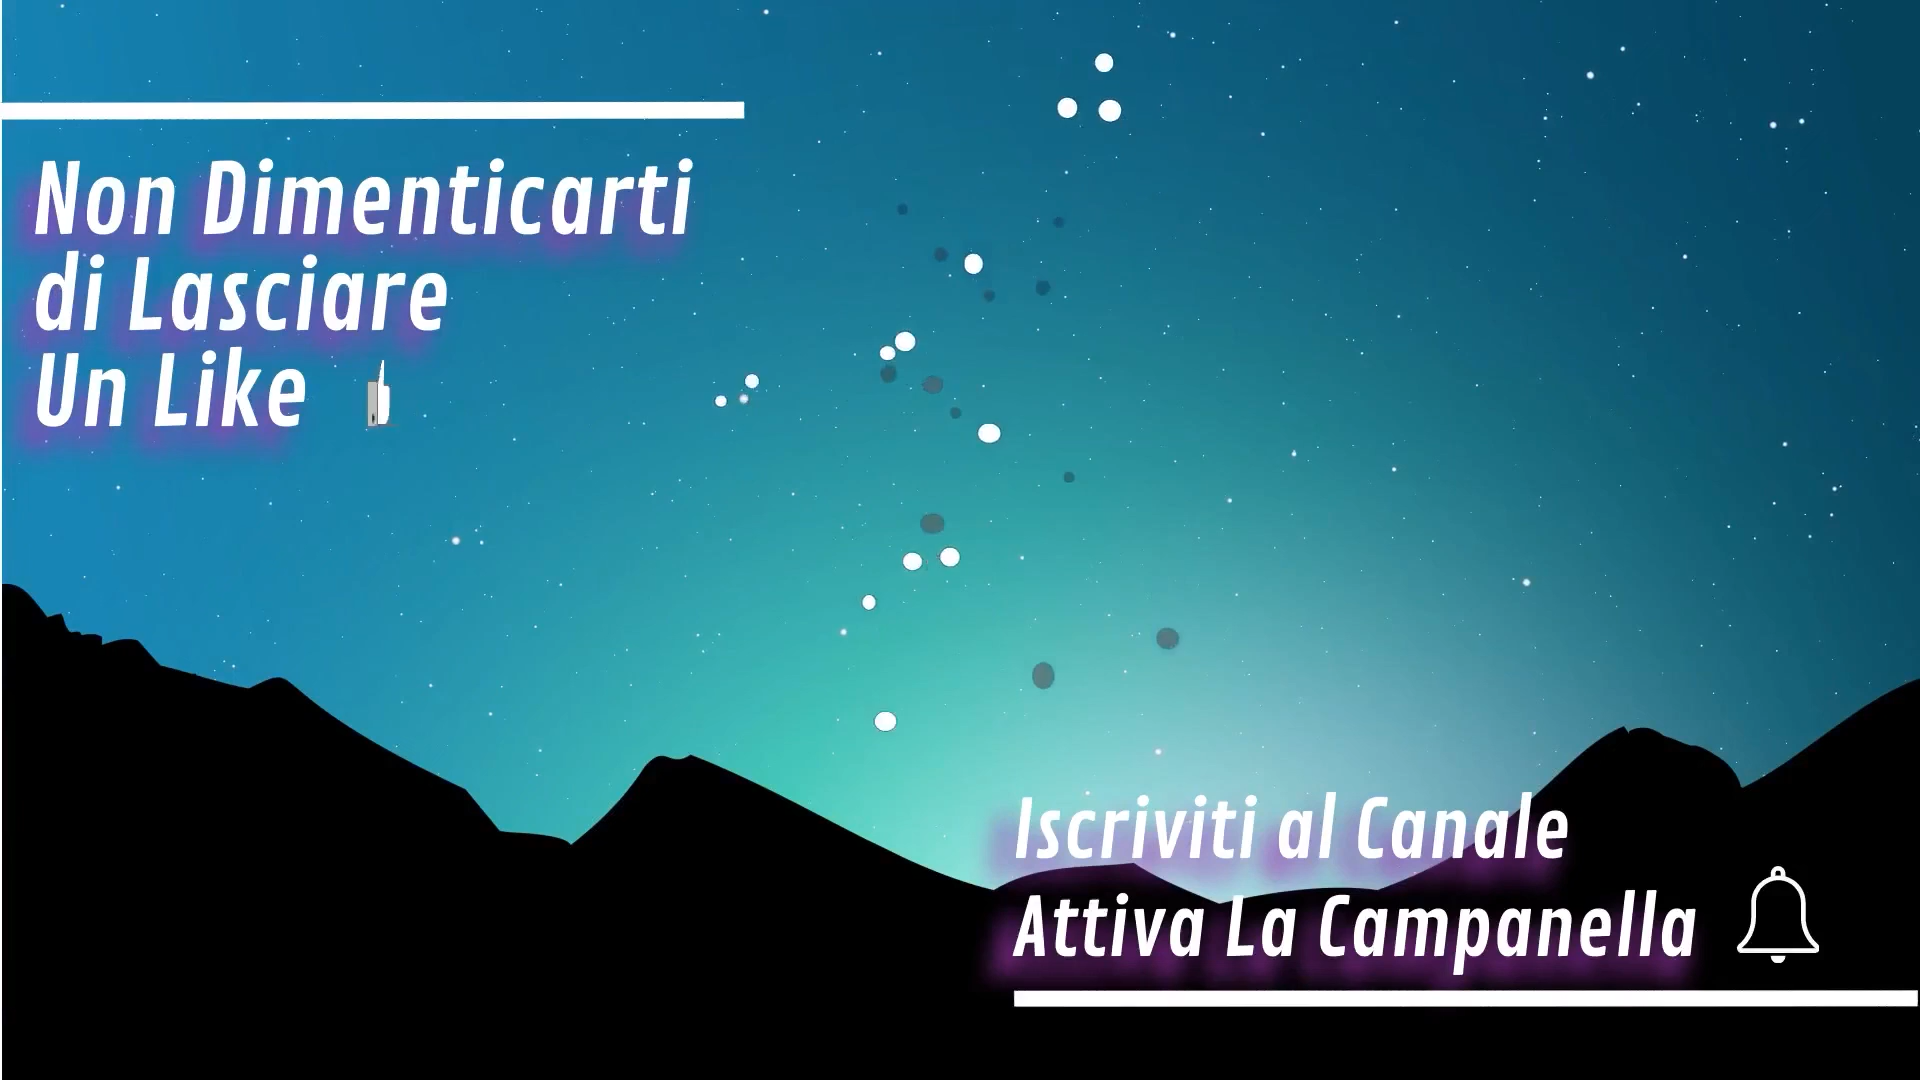 Non Dimenticarti
di Lasciare
Un Like
Iscriviti al Canale
Attiva La Campanella